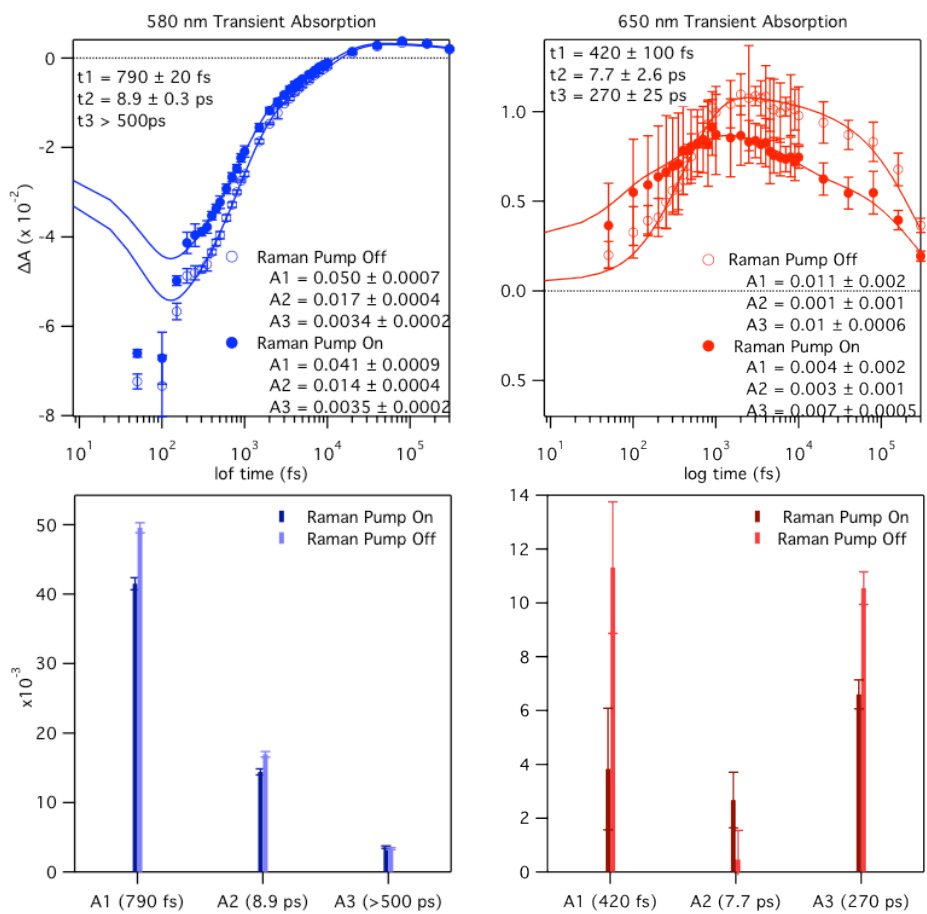 580 nm Transient Absorption
0
-2
-4
-6
-8
ΔA (x 10⁻²)
t1 = 790 ± 20 fs
t2 = 8.9 ± 0.3 ps
t3 > 500ps
Raman Pump Off
A1 = 0.050 ± 0.0007
A2 = 0.017 ± 0.0004
A3 = 0.0034 ± 0.0002
Raman Pump On
A1 = 0.041 ± 0.0009
A2 = 0.014 ± 0.0004
A3 = 0.0035 ± 0.0002
10¹ 10² 10³ 10⁴ 10⁵
lof time (fs)
650 nm Transient Absorption
1.0
0.5
0.0
0.5
t1 = 420 ± 100 fs
t2 = 7.7 ± 2.6 ps
t3 = 270 ± 25 ps
Raman Pump Off
A1 = 0.011 ± 0.002
A2 = 0.001 ± 0.001
A3 = 0.01 ± 0.0006
Raman Pump On
A1 = 0.004 ± 0.002
A2 = 0.003 ± 0.001
A3 = 0.007 ± 0.0005
10¹ 10² 10³ 10⁴ 10⁵
log time (fs)
50
40
30
20
10
0
x10⁻³
Raman Pump On
Raman Pump Off
A1 (790 fs) A2 (8.9 ps) A3 (>500 ps)
14
12
10
8
6
4
2
0
Raman Pump On
Raman Pump Off
A1 (420 fs) A2 (7.7 ps) A3 (270 ps)